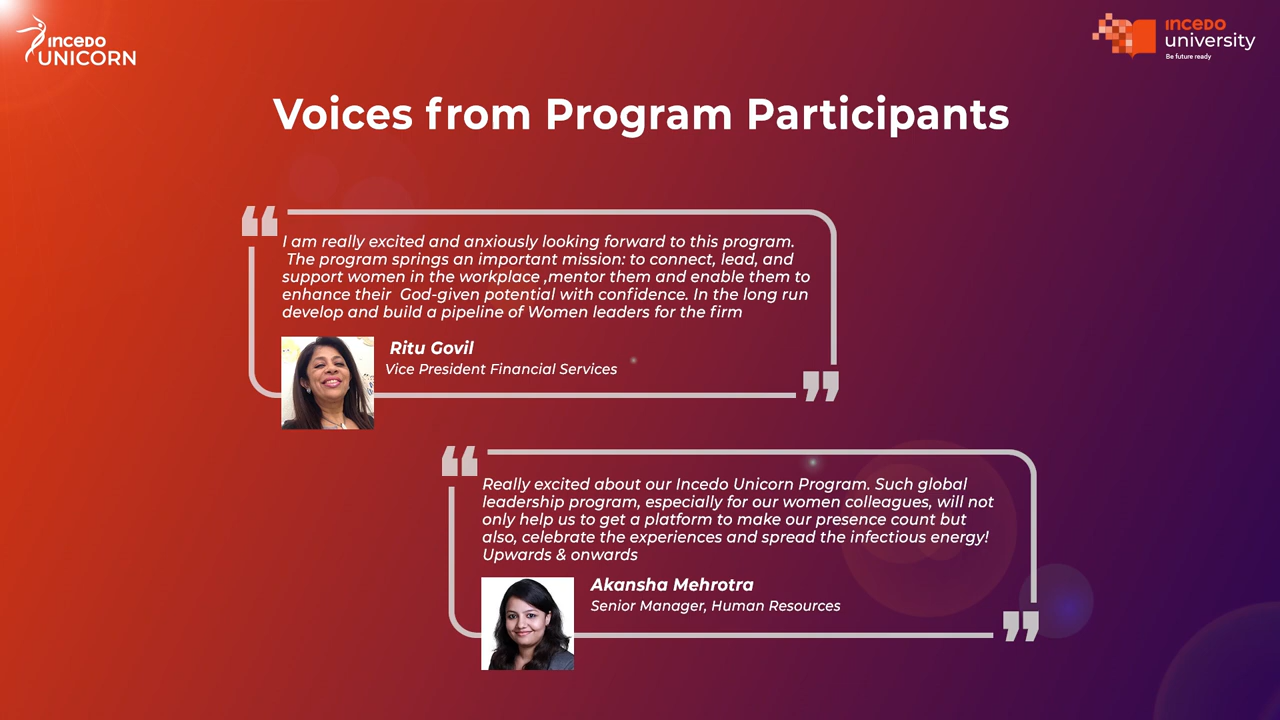 INCEDO
UNICORN
INCEDO
university
Be future ready
Voices from Program Participants
I am really excited and anxiously looking forward to this program.
The program springs an important mission: to connect, lead, and
support women in the workplace ,mentor them and enable them to
enhance their  God-given potential with confidence. In the long run
develop and build a pipeline of Women leaders for the firm
Ritu Govil
Vice President Financial Services
Really excited about our Incedo Unicorn Program. Such global
leadership program, especially for our women colleagues, will not
only help us to get a platform to make our presence count but
also, celebrate the experiences and spread the infectious energy!
Upwards & onwards
Akansha Mehrotra
Senior Manager, Human Resources